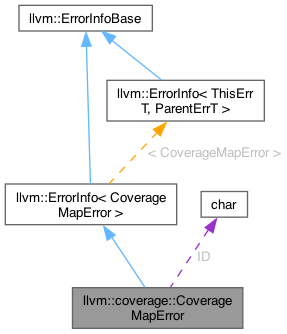 llvm::ErrorInfoBase
llvm::ErrorInfo< ThisErr
T, ParentErrT >
< CoverageMapError >
llvm::ErrorInfo< Coverage
MapError >
char
ID
llvm::coverage::Coverage
MapError